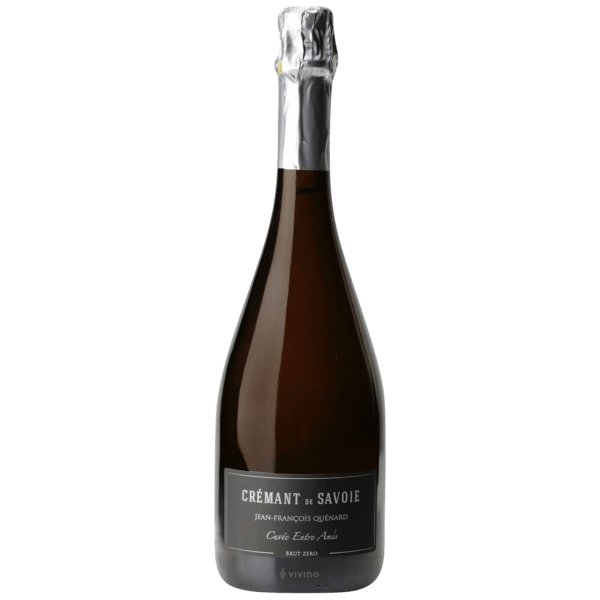 CRÉMANT DE SAVOIE
JEAN-FRANÇOIS QUÉNARD
Cuvée Entre Amis
BRUT ZERO
vivino